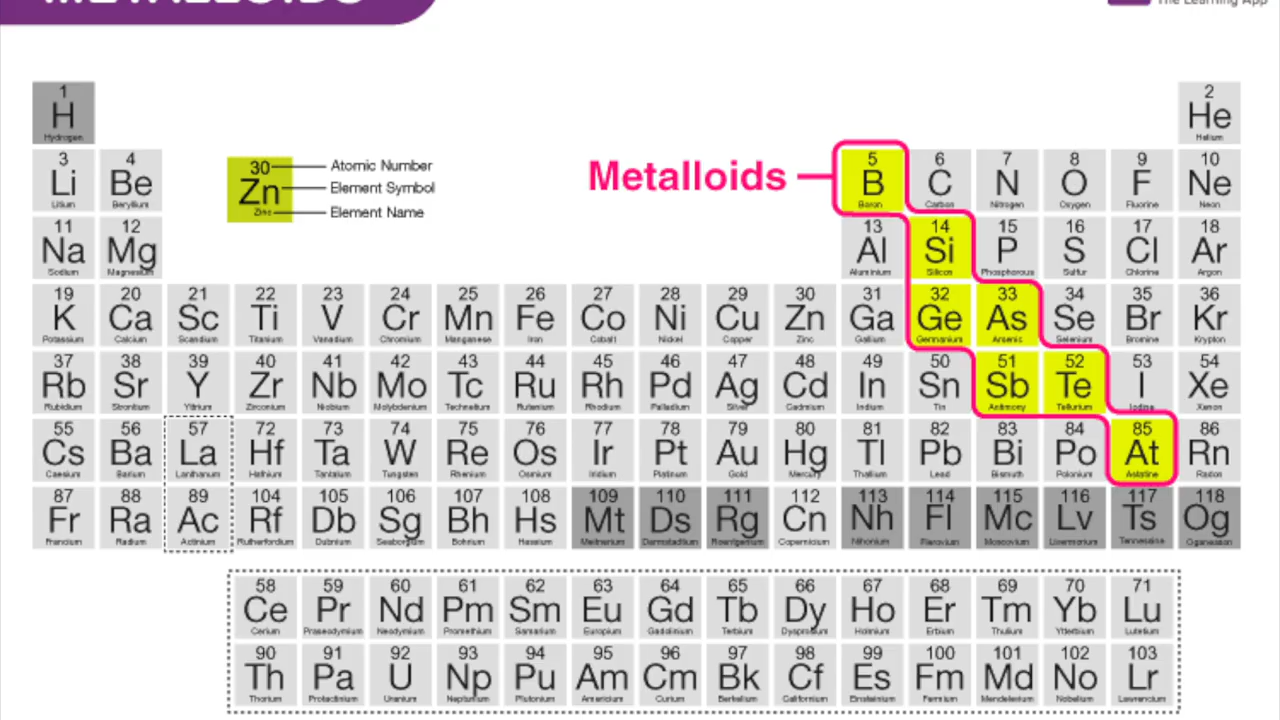 METALLOIDS
The Learning App
1 2
H He
Hydrogen Helium
3 4 30 Atomic Number Metalloids 5 6 7 8 9 10
Li Be Zn Element Symbol B C N O F Ne
Litium Beryllium Zinc Element Name Boron Carbon Nitrogen Oxygen Fluorine Neon
11 12 13 14 15 16 17 18
Na Mg Al Si P S Cl Ar
Sodium Magnesium Aluminium Silicon Phosphorous Sulfur Chlorine Argon
19 20 21 22 23 24 25 26 27 28 29 30 31 32 33 34 35 36
K Ca Sc Ti V Cr Mn Fe Co Ni Cu Zn Ga Ge As Se Br Kr
Potassium Calcium Scandium Titanium Vanadium Chromium Manganese Iron Cobalt Nickel Copper Zinc Gallium Germanium Arsenic Selenium Bromine Krypton
37 38 39 40 41 42 43 44 45 46 47 48 49 50 51 52 53 54
Rb Sr Y Zr Nb Mo Tc Ru Rh Pd Ag Cd In Sn Sb Te I Xe
Rubidium Strontium Yttrium Zirconium Niobium Molybdenium Technetium Rutenium Rhodium Palladium Silver Cadmium Indium Tin Antimony Tellurium Iodine Xenon
55 56 57 72 73 74 75 76 77 78 79 80 81 82 83 84 85 86
Cs Ba La Hf Ta W Re Os Ir Pt Au Hg Tl Pb Bi Po At Rn
Caesium Barium Lanthanum Hafnium Tantalum Tungsten Rhenium Osmium Iridium Platinum Gold Mercury Thallium Lead Bismuth Polonium Astatine Radon
87 88 89 104 105 106 107 108 109 110 111 112 113 114 115 116 117 118
Fr Ra Ac Rf Db Sg Bh Hs Mt Ds Rg Cn Nh Fl Mc Lv Ts Og
Francium Radium Actinium Rutherfordium Dubnium Seaborgium Bohrium Hassium Meitnerium Darmstadtium Roentgenium Copernicium Nihonium Flerovium Moscovium Livermorium Tennessine Oganesson
58 59 60 61 62 63 64 65 66 67 68 69 70 71
Ce Pr Nd Pm Sm Eu Gd Tb Dy Ho Er Tm Yb Lu
Cerium Praseodymium Neodymium Promethium Samarium Europium Gadolinium Terbium Dysprosium Holmium Erbium Thulium Ytterbium Lutetium
90 91 92 93 94 95 96 97 98 99 100 101 102 103
Th Pa U Np Pu Am Cm Bk Cf Es Fm Md No Lr
Thorium Protactinium Uranium Neptunium Plutonium Americium Curium Berkelium Californium Einsteinium Fermium Mendelevium Nobelium Lawrencium